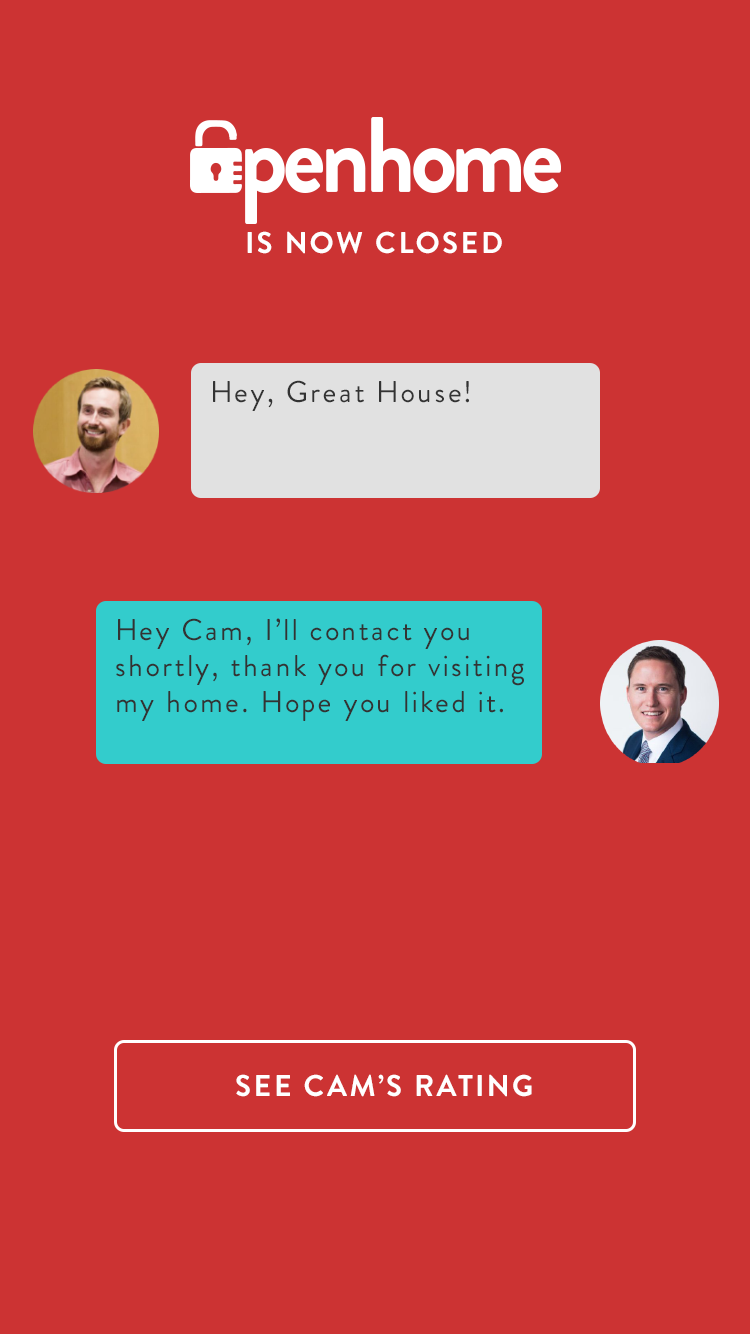 openhome
IS NOW CLOSED
Hey, Great House!
Hey Cam, I’ll contact you
shortly, thank you for visiting
my home. Hope you liked it.
SEE CAM’S RATING